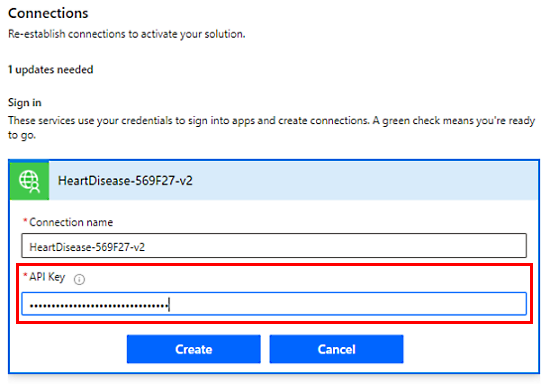 Connections
Re-establish connections to activate your solution.
1 updates needed
Sign in
These services use your credentials to sign into apps and create connections. A green check means you're ready
to go.
HeartDisease-569F27-v2
*Connection name
HeartDisease-569F27-v2
*API Key
••••••••••••••••••••••••••••••••
Create Cancel